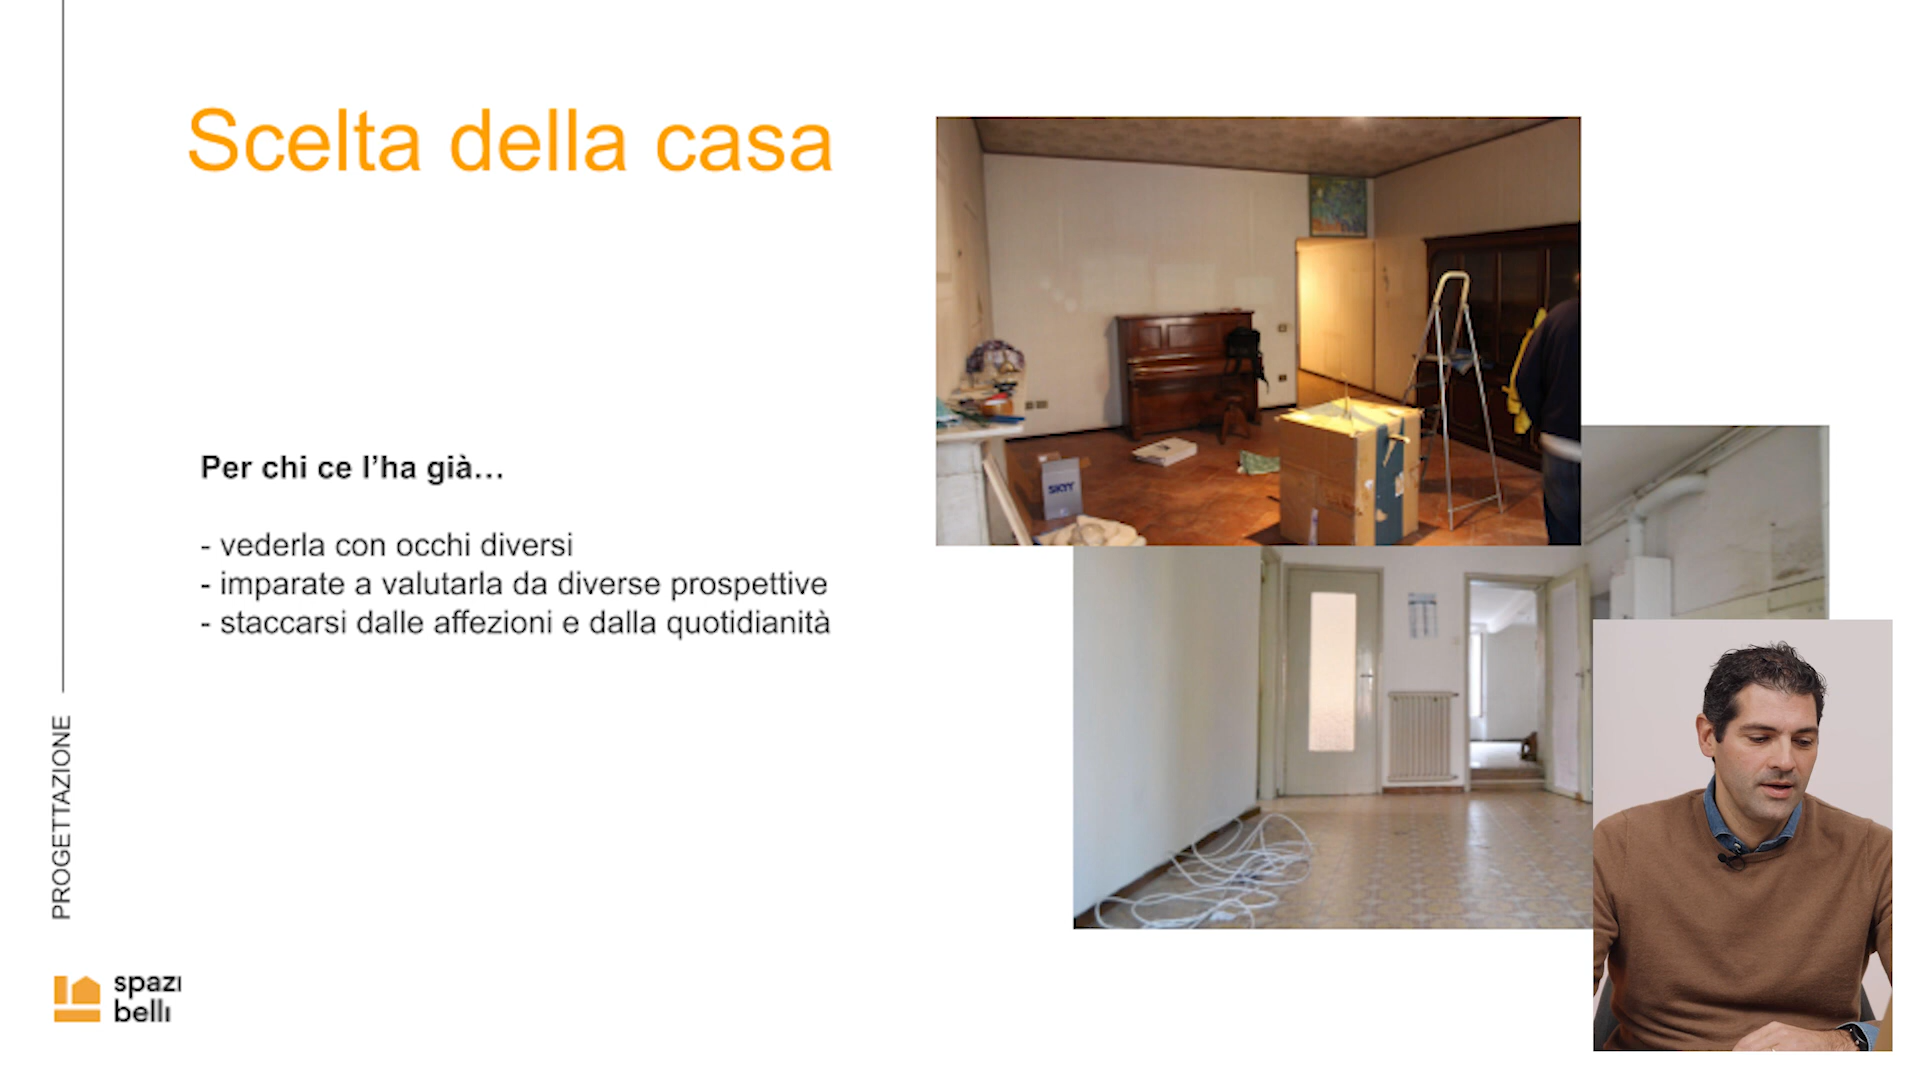 Scelta della casa
Per chi ce l’ha già…
- vederla con occhi diversi
- imparate a valutarla da diverse prospettive
- staccarsi dalle affezioni e dalla quotidianità
PROGETTAZIONE
spazi
belli
SKYY